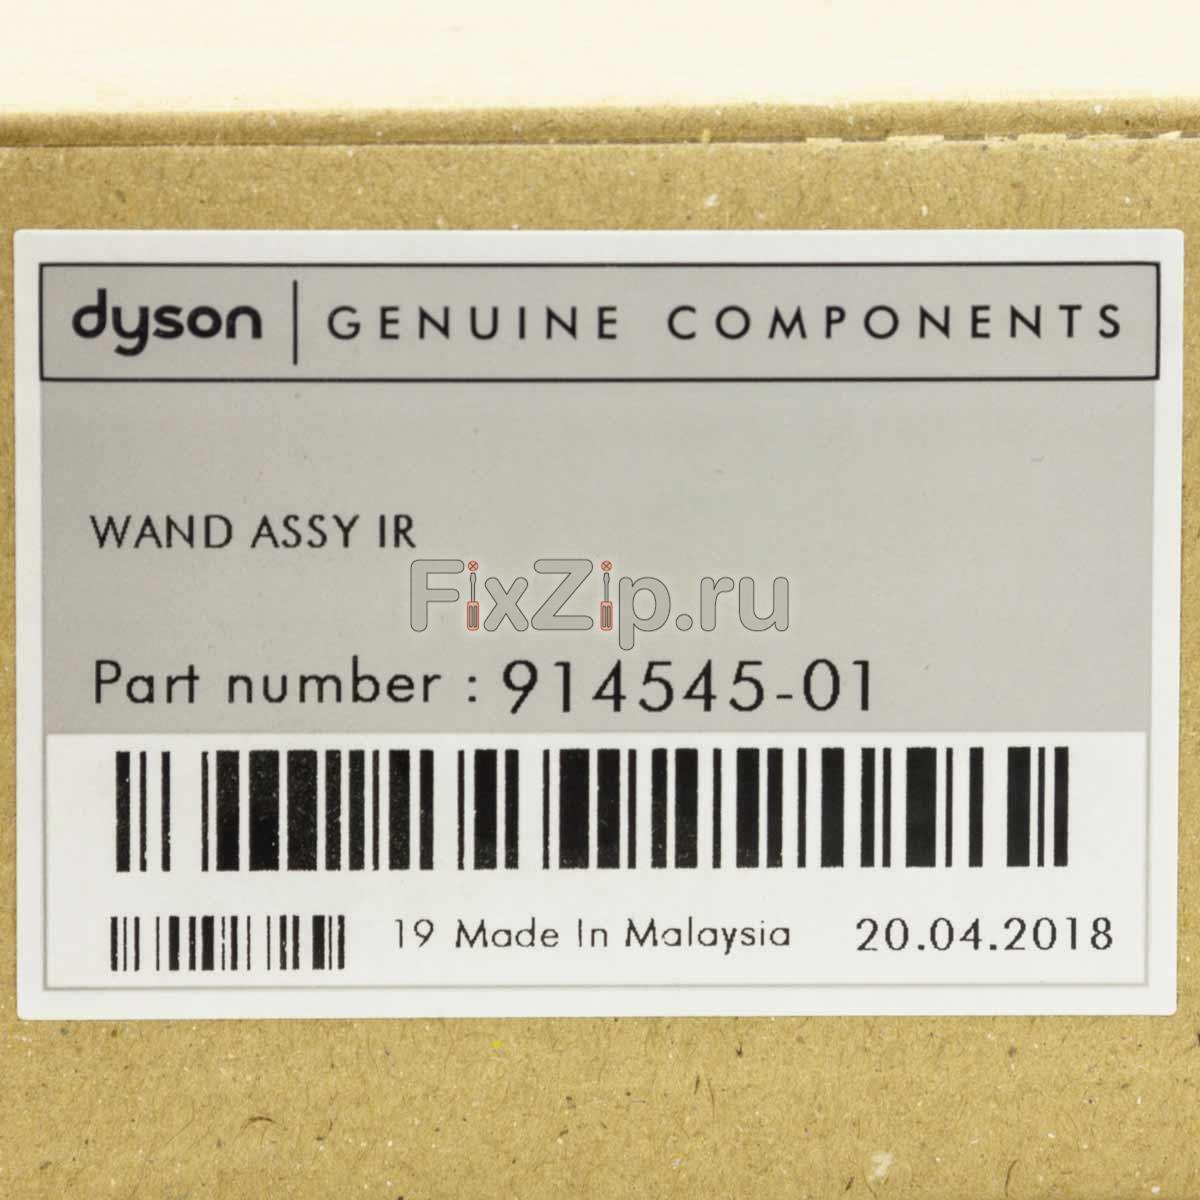 dyson GENUINE COMPONENTS
WAND ASSY IR
FixZip.ru
Part number : 914545-01
19 Made In Malaysia 20.04.2018